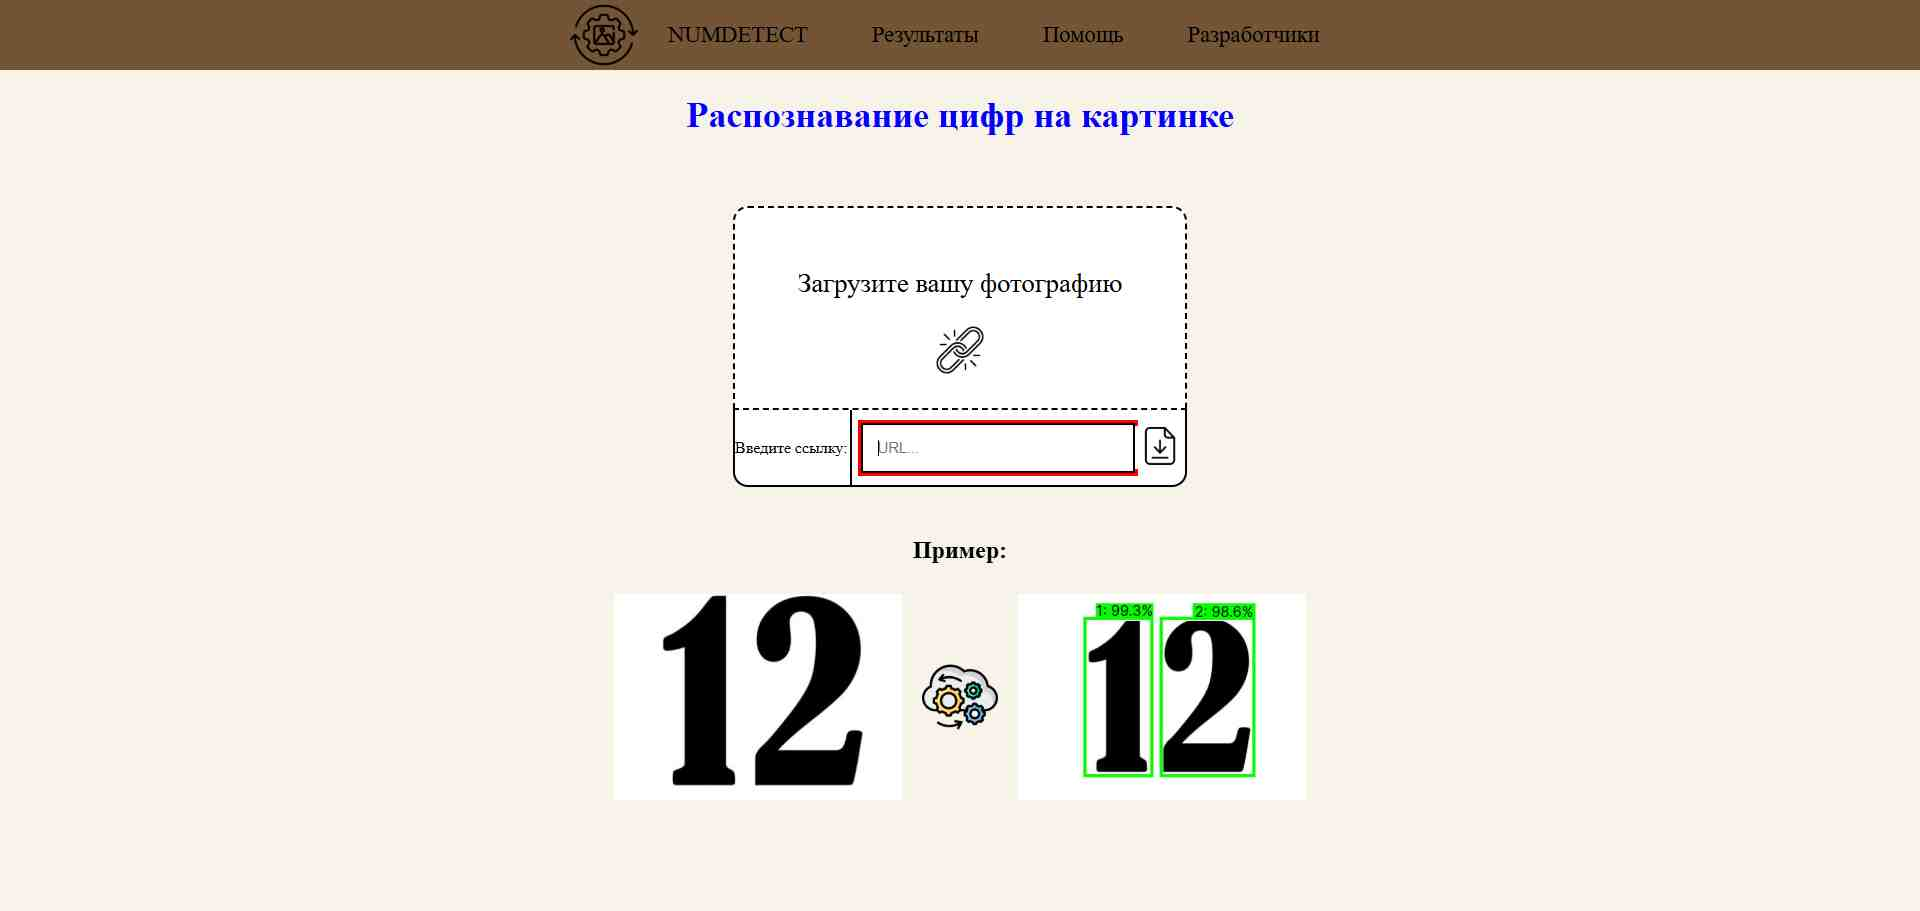 NUMDETECT Результаты Помощь Разработчики
Распознавание цифр на картинке
Загрузите вашу фотографию
Введите ссылку: URL...
Пример:
12
1: 99.3% 2: 98.6%
12